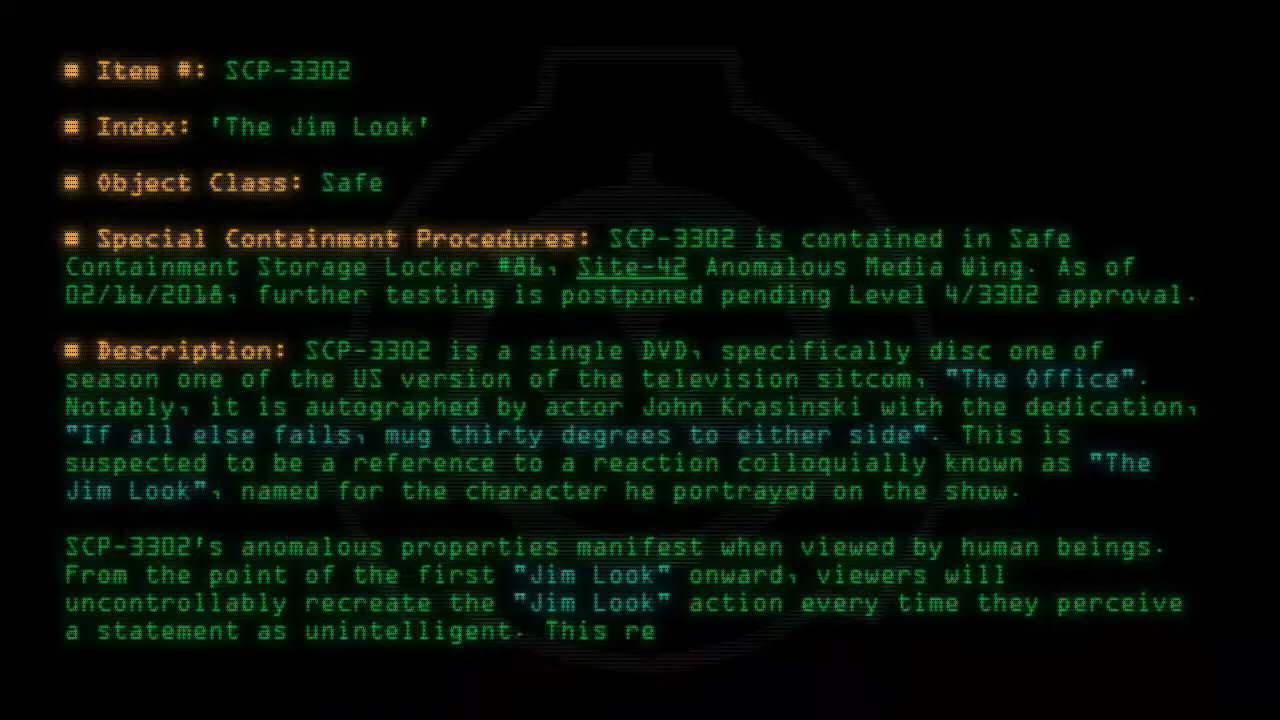 ■ Item #: SCP-3302
■ Index: 'The Jim Look'
■ Object Class: Safe
■ Special Containment Procedures: SCP-3302 is contained in Safe
Containment Storage Locker #86, Site-42 Anomalous Media Wing. As of
02/16/2018, further testing is postponed pending Level 4/3302 approval.
■ Description: SCP-3302 is a single DVD, specifically disc one of
season one of the US version of the television sitcom, "The Office".
Notably, it is autographed by actor John Krasinski with the dedication,
"If all else fails, mug thirty degrees to either side". This is
suspected to be a reference to a reaction colloquially known as "The
Jim Look", named for the character he portrayed on the show.
SCP-3302's anomalous properties manifest when viewed by human beings.
From the point of the first "Jim Look" onward, viewers will
uncontrollably recreate the "Jim Look" action every time they perceive
a statement as unintelligent. This re